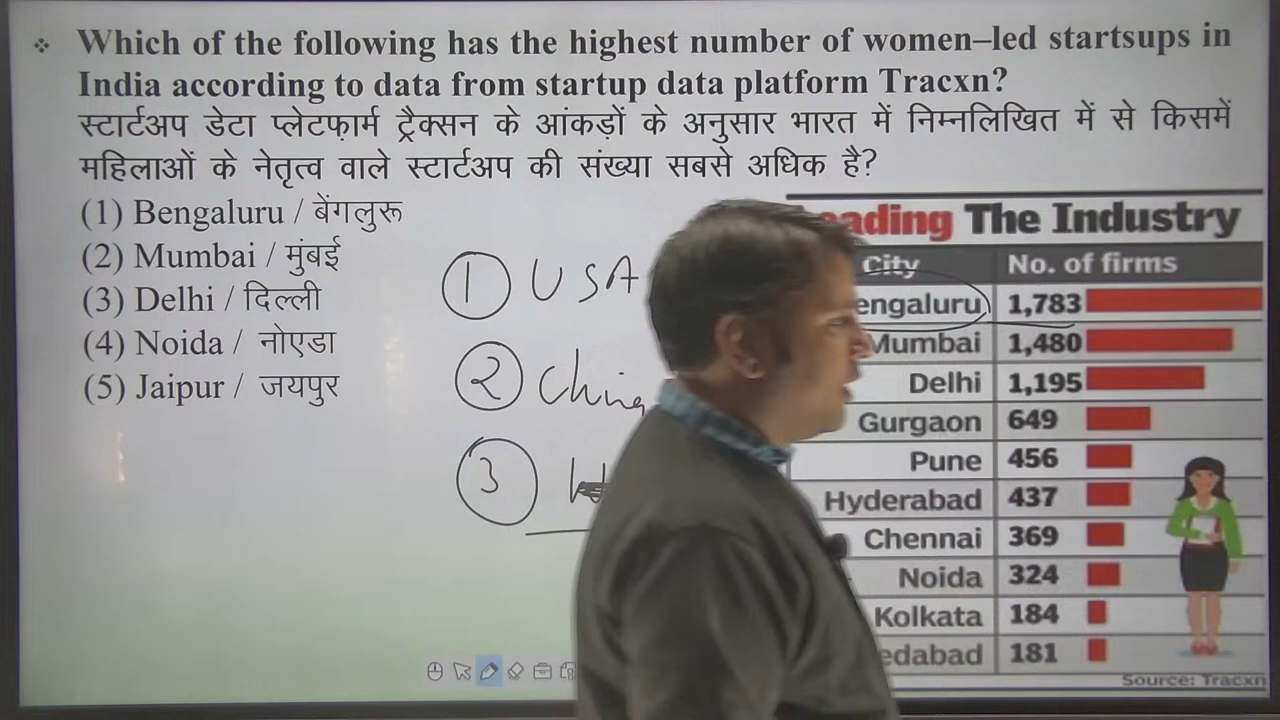 ❖ Which of the following has the highest number of women–led startsups in
India according to data from startup data platform Tracxn?
स्टार्टअप डेटा प्लेटफ़ार्म ट्रैक्सन के आंकड़ों के अनुसार भारत में निम्नलिखित में से किसमें
महिलाओं के नेतृत्व वाले स्टार्टअप की संख्या सबसे अधिक है?
(1) Bengaluru / बेंगलुरू
(2) Mumbai / मुंबई
(3) Delhi / दिल्ली
(4) Noida / नोएडा
(5) Jaipur / जयपुर
1 USA
2 China
3
eading The Industry
City No. of firms
engaluru 1,783
Mumbai 1,480
Delhi 1,195
Gurgaon 649
Pune 456
Hyderabad 437
Chennai 369
Noida 324
Kolkata 184
edabad 181
Source: Tracxn